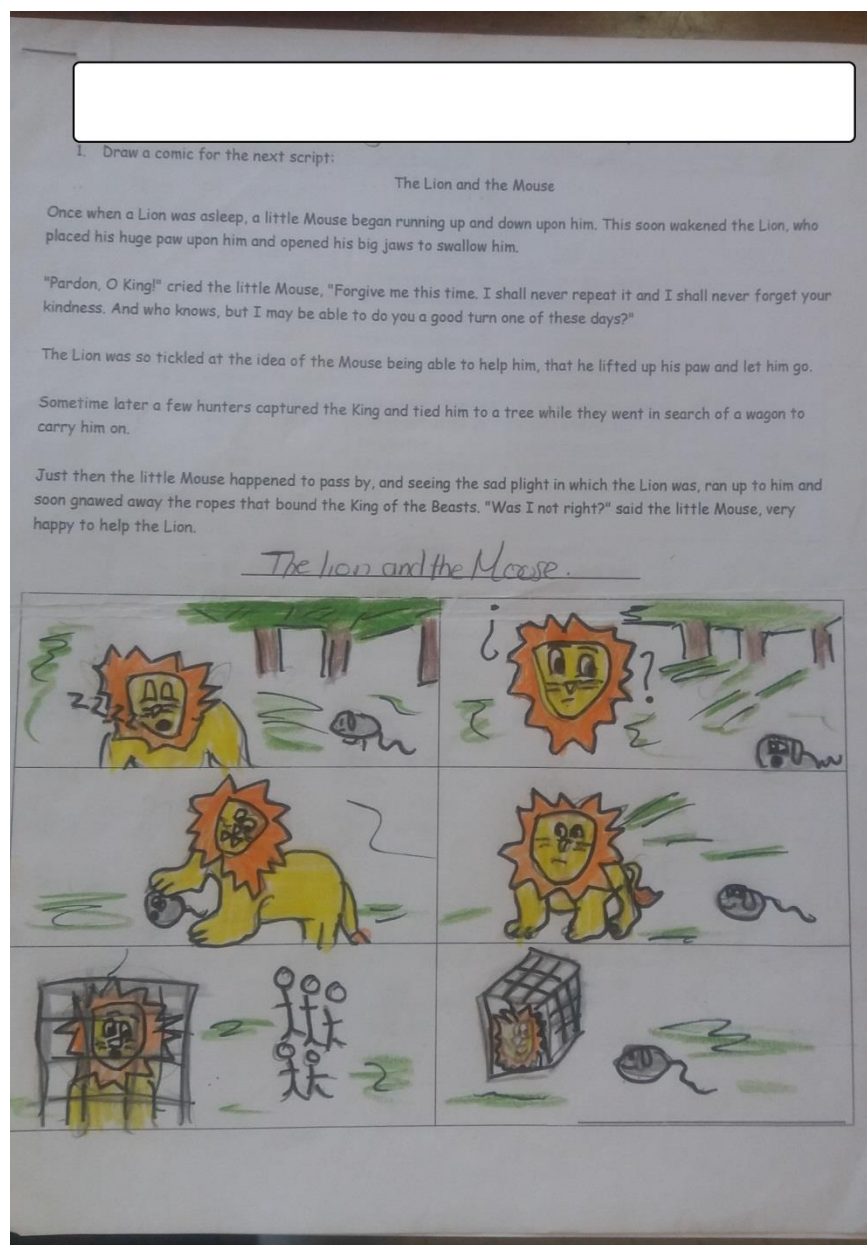 1. Draw a comic for the next script:
The Lion and the Mouse
Once when a Lion was asleep, a little Mouse began running up and down upon him. This soon wakened the Lion, who
placed his huge paw upon him and opened his big jaws to swallow him.
"Pardon, O King!" cried the little Mouse, "Forgive me this time. I shall never repeat it and I shall never forget your
kindness. And who knows, but I may be able to do you a good turn one of these days?"
The Lion was so tickled at the idea of the Mouse being able to help him, that he lifted up his paw and let him go.
Sometime later a few hunters captured the King and tied him to a tree while they went in search of a wagon to
carry him on.
Just then the little Mouse happened to pass by, and seeing the sad plight in which the Lion was, ran up to him and
soon gnawed away the ropes that bound the King of the Beasts. "Was I not right?" said the little Mouse, very
happy to help the Lion.
The lion and the Mouse.
zzzzz
¿ ?